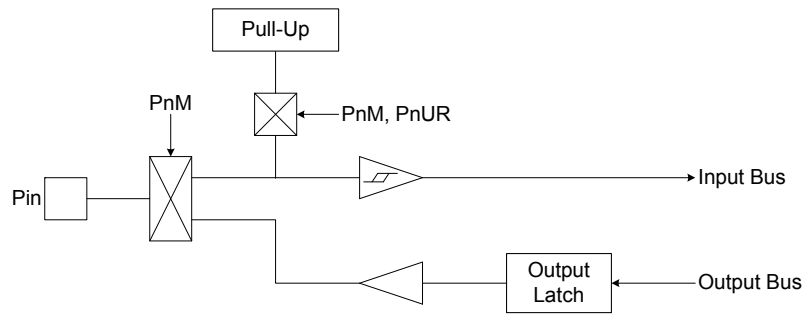 Pull-Up
PnM
PnM, PnUR
Pin
Input Bus
Output
Latch
Output Bus